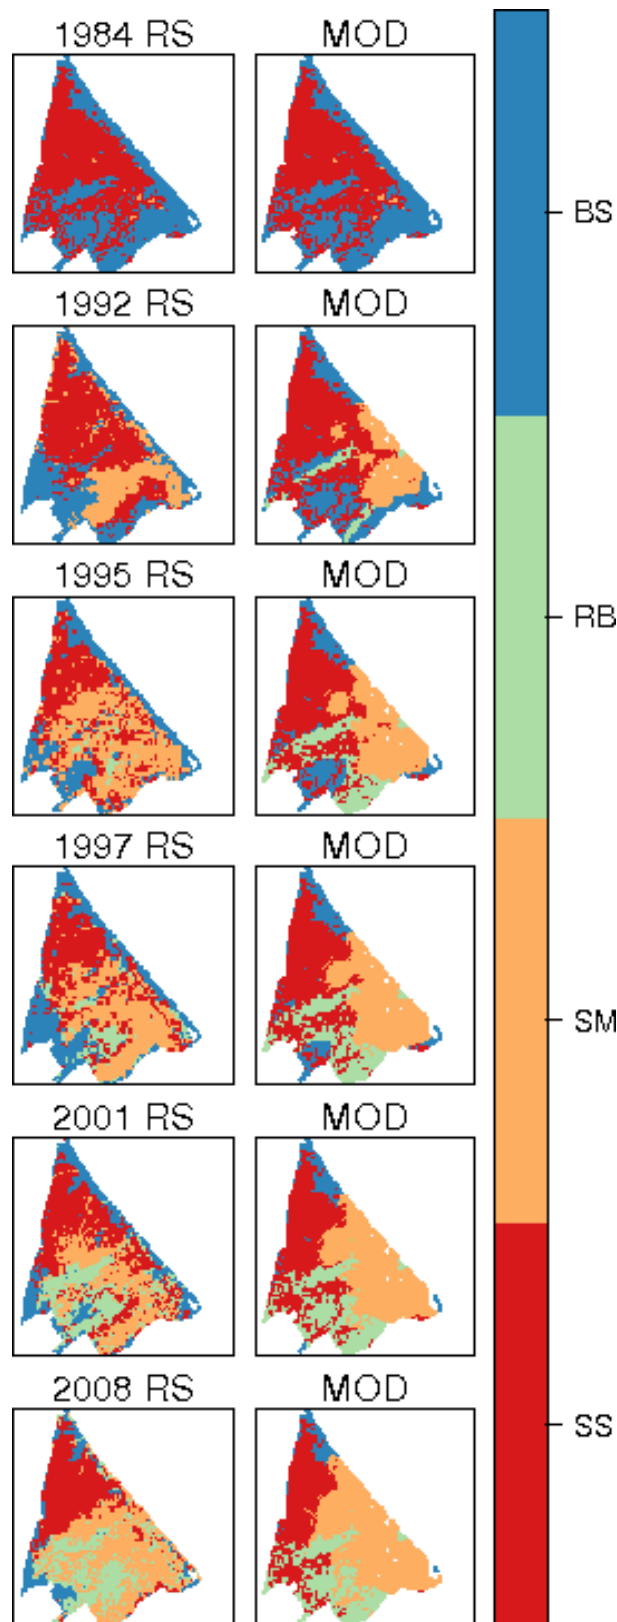 1984 RS MOD
BS
1992 RS MOD
1995 RS MOD
RB
1997 RS MOD
SM
2001 RS MOD
2008 RS MOD
SS